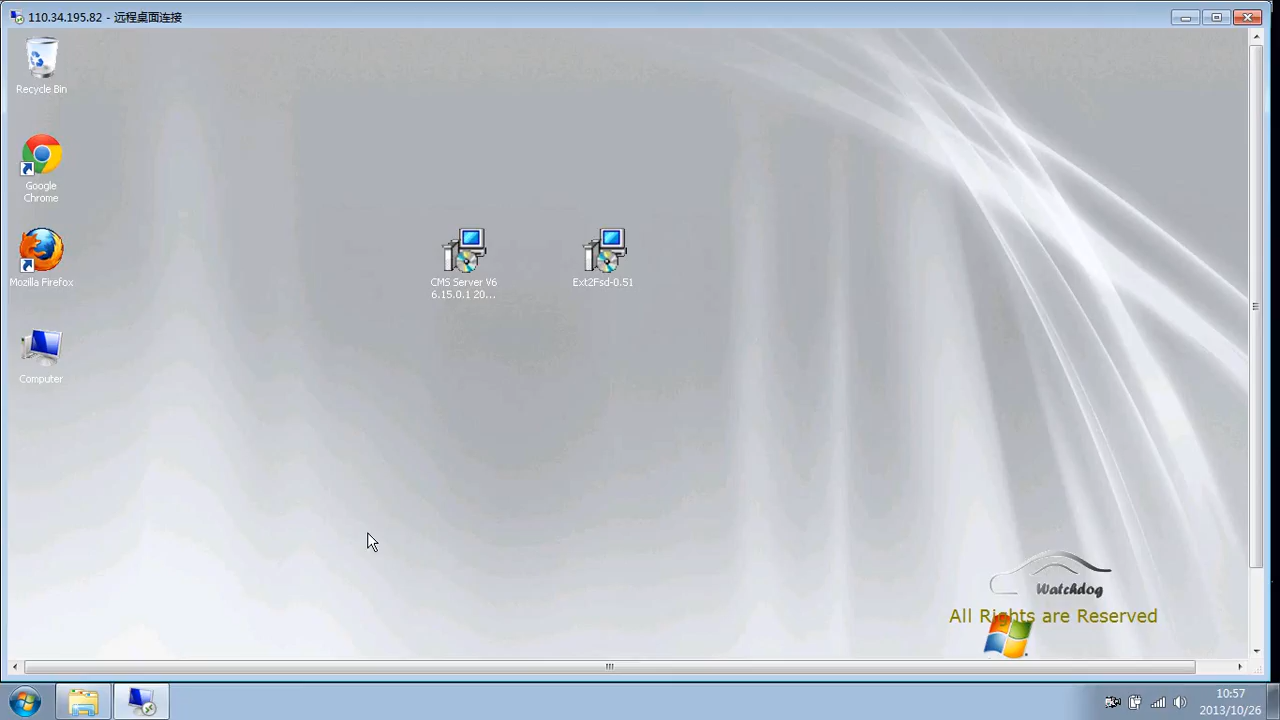 110.34.195.82 - 远程桌面连接
Recycle Bin
Google
Chrome
Mozilla Firefox
Computer
CMS Server V6
6.15.0.1 20...
Ext2Fsd-0.51
Watchdog
All Rights are Reserved
10:57
2013/10/26